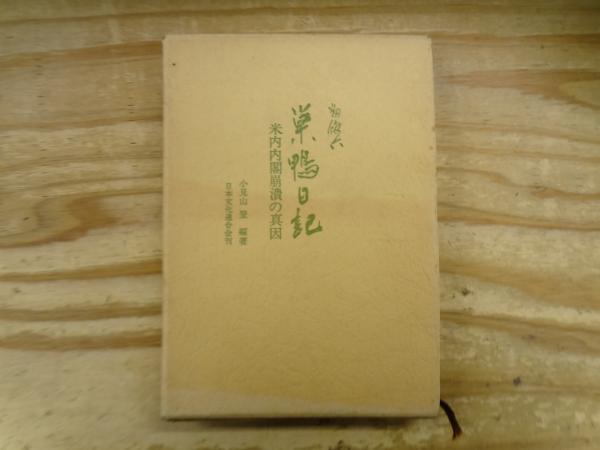 畑俊六
巣鴨日記
米内内閣崩潰の真因
小見山 登 編著
日本文化連合会刊